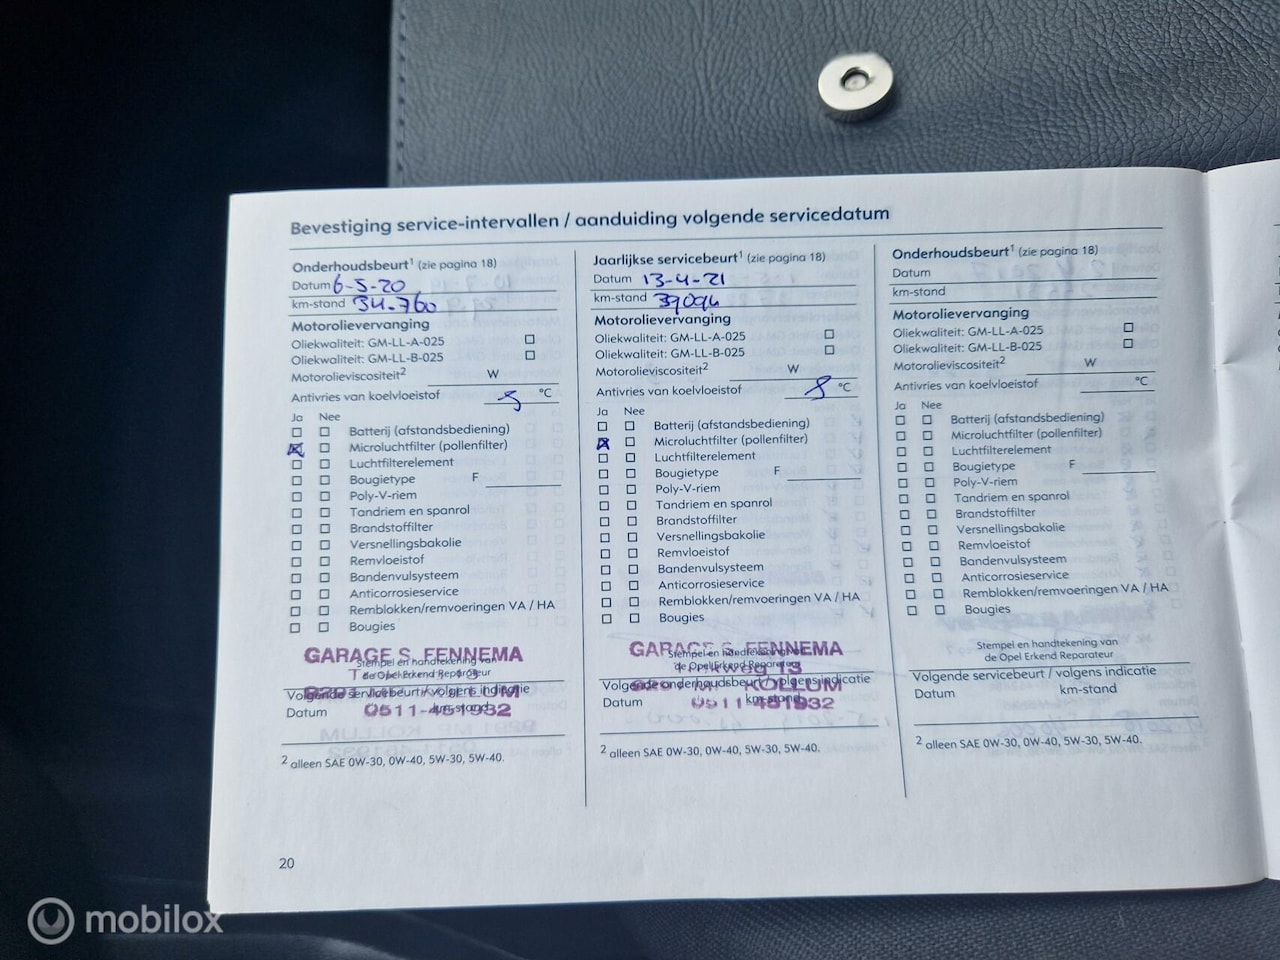 Bevestiging service-intervallen / aanduiding volgende servicedatum
Onderhoudsbeurt¹ (zie pagina 18)
Datum 6-5-20
km-stand 34.760
Motorolievervanging
Oliekwaliteit: GM-LL-A-025
Oliekwaliteit: GM-LL-B-025
Motorolieviscositeit² W
Antivries van koelvloeistof °C
Ja Nee
Batterij (afstandsbediening)
Microluchtfilter (pollenfilter)
Luchtfilterelement
Bougietype F
Poly-V-riem
Tandriem en spanrol
Brandstoffilter
Versnellingsbakolie
Remvloeistof
Bandenvulsysteem
Anticorrosieservice
Remblokken/remvoeringen VA / HA
Bougies
GARAGE S. FENNEMA
Stempel en handtekening van
de Opel Erkend Reparateur
Volgende servicebeurt / volgens indicatie
Datum km-stand
0511-451932
² alleen SAE 0W-30, 0W-40, 5W-30, 5W-40.
20
Jaarlijkse servicebeurt¹ (zie pagina 18)
Datum 13-4-21
km-stand 39094
Motorolievervanging
Oliekwaliteit: GM-LL-A-025
Oliekwaliteit: GM-LL-B-025
Motorolieviscositeit² W
Antivries van koelvloeistof °C
Ja Nee
Batterij (afstandsbediening)
Microluchtfilter (pollenfilter)
Luchtfilterelement
Bougietype F
Poly-V-riem
Tandriem en spanrol
Brandstoffilter
Versnellingsbakolie
Remvloeistof
Bandenvulsysteem
Anticorrosieservice
Remblokken/remvoeringen VA / HA
Bougies
GARAGE S. FENNEMA
Stempel en handtekening van
de Opel Erkend Reparateur
13
Volgende onderhoudsbeurt / volgens indicatie
KOLLUM
Datum km-stand
0511-451932
² alleen SAE 0W-30, 0W-40, 5W-30, 5W-40.
Onderhoudsbeurt¹ (zie pagina 18)
Datum
km-stand
Motorolievervanging
Oliekwaliteit: GM-LL-A-025
Oliekwaliteit: GM-LL-B-025
Motorolieviscositeit² W
Antivries van koelvloeistof °C
Ja Nee
Batterij (afstandsbediening)
Microluchtfilter (pollenfilter)
Luchtfilterelement
Bougietype F
Poly-V-riem
Tandriem en spanrol
Brandstoffilter
Versnellingsbakolie
Remvloeistof
Bandenvulsysteem
Anticorrosieservice
Remblokken/remvoeringen VA / HA
Bougies
Stempel en handtekening van
de Opel Erkend Reparateur
Volgende servicebeurt / volgens indicatie
Datum km-stand
² alleen SAE 0W-30, 0W-40, 5W-30, 5W-40.
mobilox